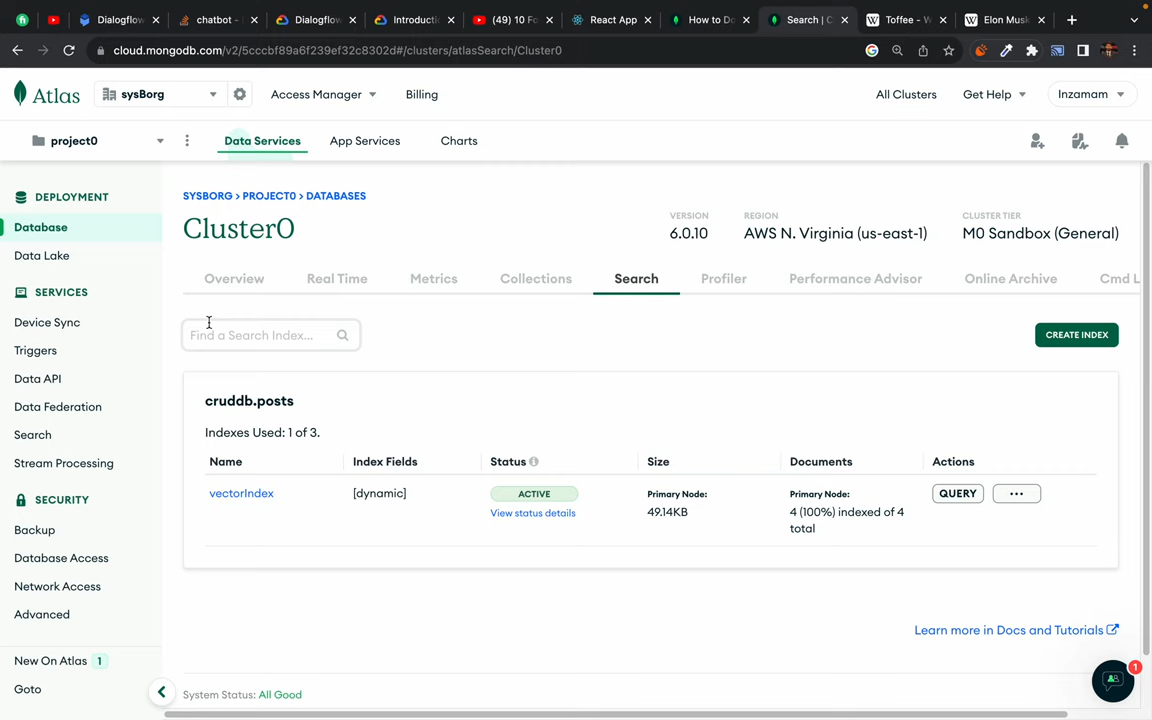 Dialogflow
chatbot -
Dialogflow
Introducti
(49) 10 Fo
React App
How to Do
Search | C
Toffee - W
Elon Musk
cloud.mongodb.com/v2/5cccbf89a6f239ef32c8302d#/clusters/atlasSearch/Cluster0
Atlas
sysBorg
Access Manager
Billing
All Clusters
Get Help
Inzamam
project0
Data Services
App Services
Charts
DEPLOYMENT
Database
Data Lake
SERVICES
Device Sync
Triggers
Data API
Data Federation
Search
Stream Processing
SECURITY
Backup
Database Access
Network Access
Advanced
New On Atlas 1
Goto
SYSBORG > PROJECT0 > DATABASES
Cluster0
VERSION
6.0.10
REGION
AWS N. Virginia (us-east-1)
CLUSTER TIER
M0 Sandbox (General)
Overview
Real Time
Metrics
Collections
Search
Profiler
Performance Advisor
Online Archive
Cmd L
Find a Search Index...
CREATE INDEX
cruddb.posts
Indexes Used: 1 of 3.
Name
Index Fields
Status
Size
Documents
Actions
vectorIndex
[dynamic]
ACTIVE
View status details
Primary Node:
49.14KB
Primary Node:
4 (100%) indexed of 4
total
QUERY
Learn more in Docs and Tutorials
1
System Status: All Good